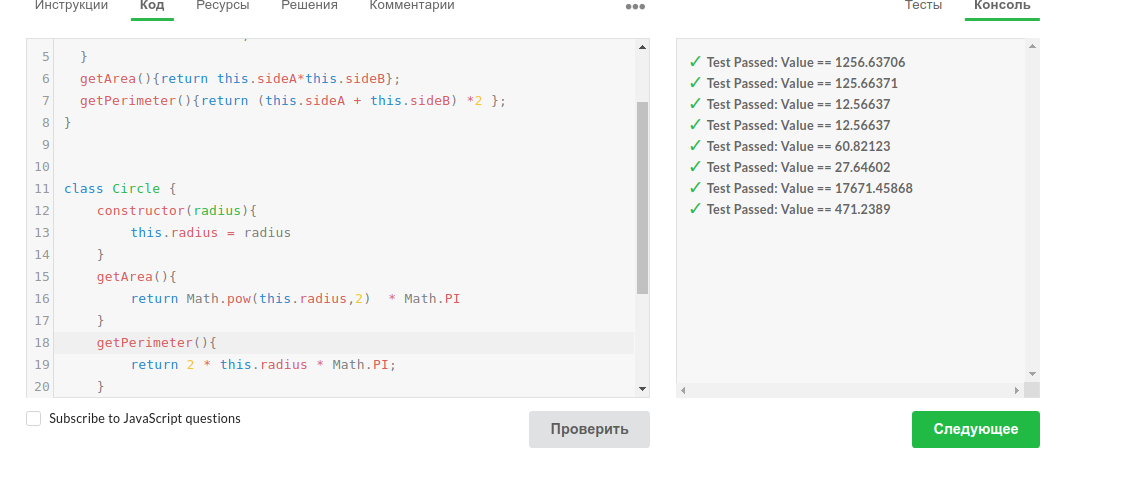 Инструкции Код Ресурсы Решения Комментарии Тесты Консоль
5 }
6 getArea(){return this.sideA*this.sideB};
7 getPerimeter(){return (this.sideA + this.sideB) *2 };
8 }
9
10
11 class Circle {
12 constructor(radius){
13 this.radius = radius
14 }
15 getArea(){
16 return Math.pow(this.radius,2)  * Math.PI
17 }
18 getPerimeter(){
19 return 2 * this.radius * Math.PI;
20 }
✓ Test Passed: Value == 1256.63706
✓ Test Passed: Value == 125.66371
✓ Test Passed: Value == 12.56637
✓ Test Passed: Value == 12.56637
✓ Test Passed: Value == 60.82123
✓ Test Passed: Value == 27.64602
✓ Test Passed: Value == 17671.45868
✓ Test Passed: Value == 471.2389
Subscribe to JavaScript questions
Проверить
Следующее